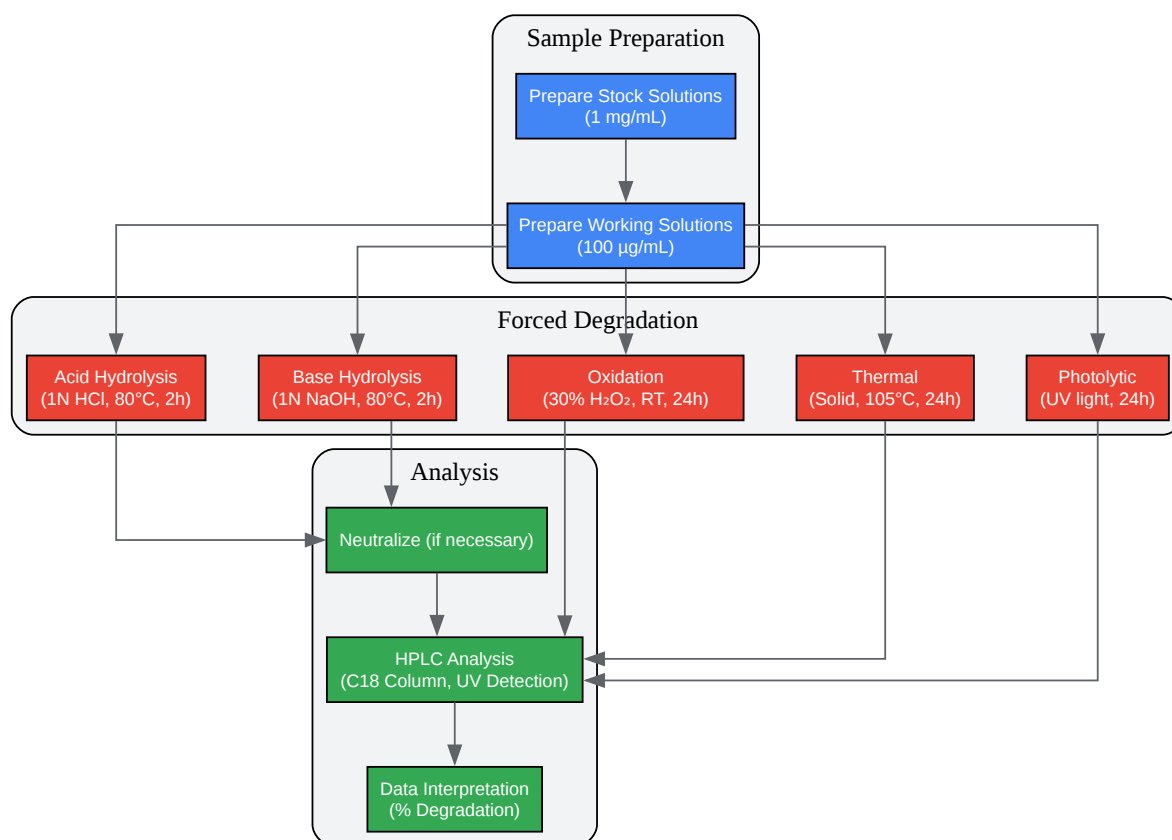 Sample Preparation
Prepare Stock Solutions
(1 mg/mL)
Prepare Working Solutions
(100 µg/mL)
Forced Degradation
Acid Hydrolysis
(1N HCl, 80°C, 2h)
Base Hydrolysis
(1N NaOH, 80°C, 2h)
Oxidation
(30% H₂O₂, RT, 24h)
Thermal
(Solid, 105°C, 24h)
Photolytic
(UV light, 24h)
Analysis
Neutralize (if necessary)
HPLC Analysis
(C18 Column, UV Detection)
Data Interpretation
(% Degradation)